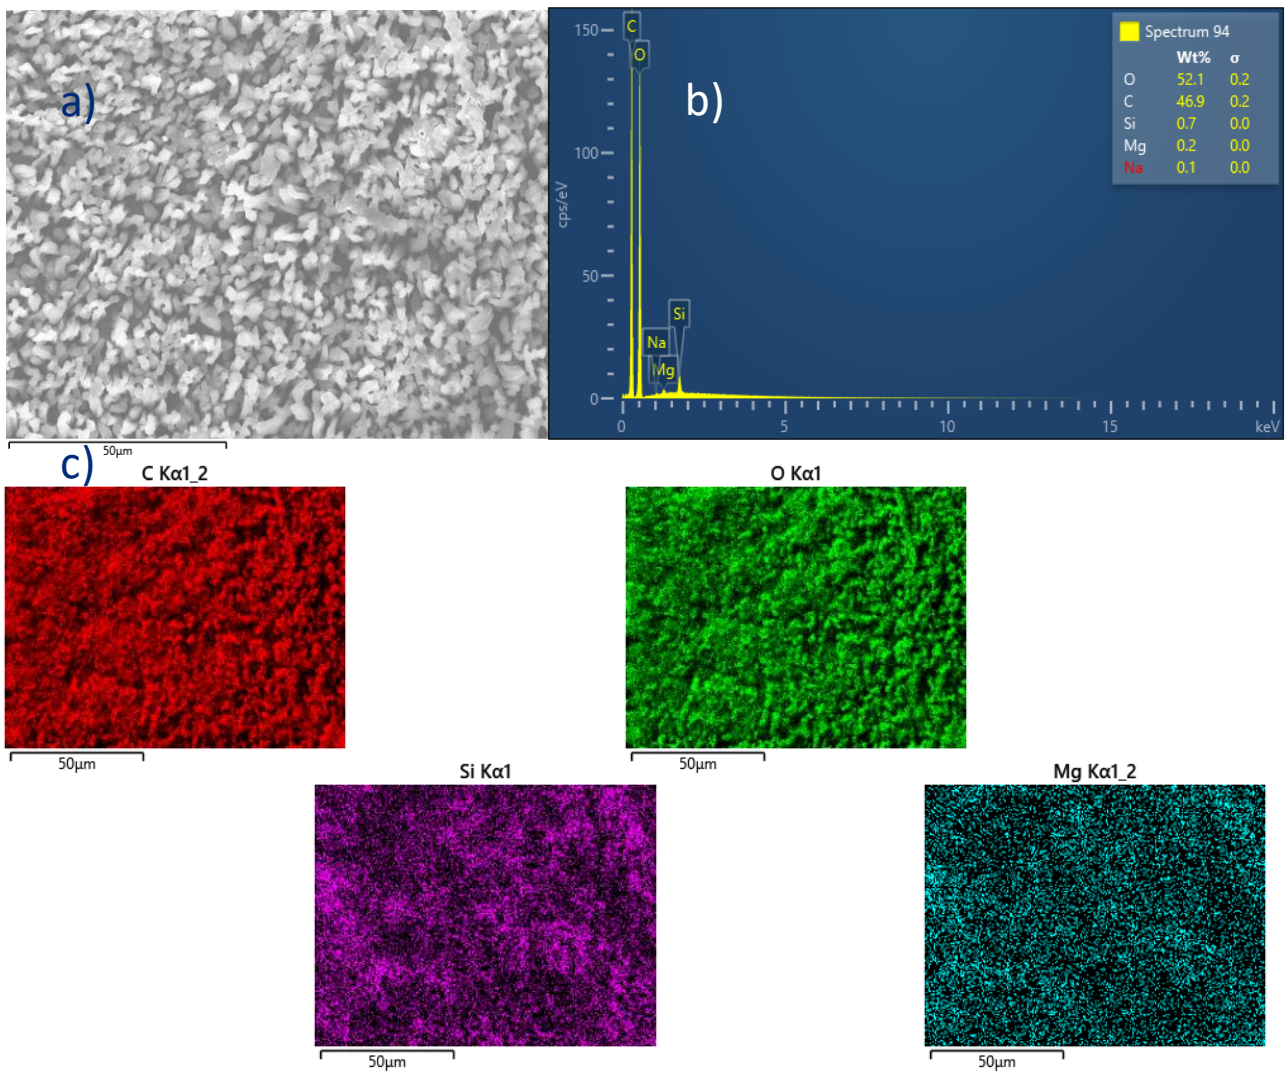 a)
50µm
b)
150
100
50
0
cps/eV
0 5 10 15 keV
C
O
Na
Mg
Si
Spectrum 94
Wt% σ
O 52.1 0.2
C 46.9 0.2
Si 0.7 0.0
Mg 0.2 0.0
Na 0.1 0.0
c)
C Kα1_2
50µm
O Kα1
50µm
Si Kα1
50µm
Mg Kα1_2
50µm